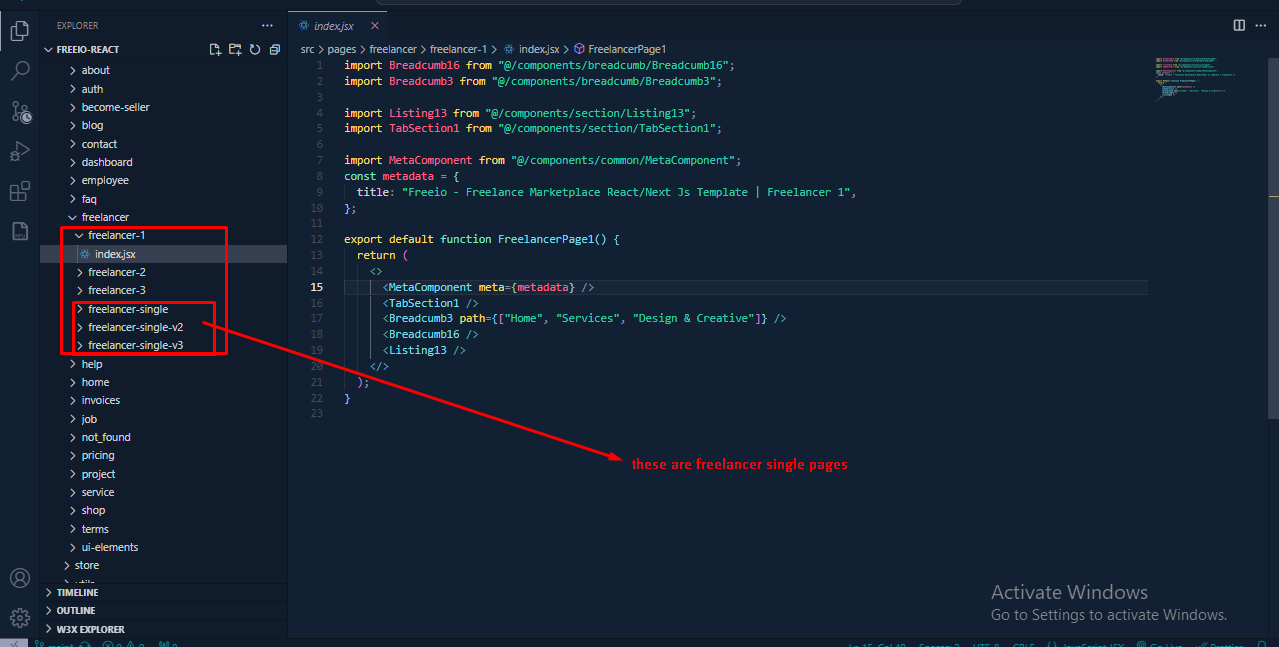 EXPLORER
FREEIO-REACT
about
auth
become-seller
blog
contact
dashboard
employee
faq
freelancer
freelancer-1
index.jsx
freelancer-2
freelancer-3
freelancer-single
freelancer-single-v2
freelancer-single-v3
help
home
invoices
job
not_found
pricing
project
service
shop
terms
ui-elements
store
TIMELINE
OUTLINE
W3X EXPLORER
index.jsx
src > pages > freelancer > freelancer-1 > index.jsx > FreelancerPage1
1 import Breadcumb16 from "@/components/breadcumb/Breadcumb16";
2 import Breadcumb3 from "@/components/breadcumb/Breadcumb3";
3
4 import Listing13 from "@/components/section/Listing13";
5 import TabSection1 from "@/components/section/TabSection1";
6
7 import MetaComponent from "@/components/common/MetaComponent";
8 const metadata = {
9 title: "Freeio - Freelance Marketplace React/Next Js Template | Freelancer 1",
10 };
11
12 export default function FreelancerPage1() {
13 return (
14 <>
15 <MetaComponent meta={metadata} />
16 <TabSection1 />
17 <Breadcumb3 path={["Home", "Services", "Design & Creative"]} />
18 <Breadcumb16 />
19 <Listing13 />
20 </>
21 );
22 }
23
these are freelancer single pages
Activate Windows
Go to Settings to activate Windows.